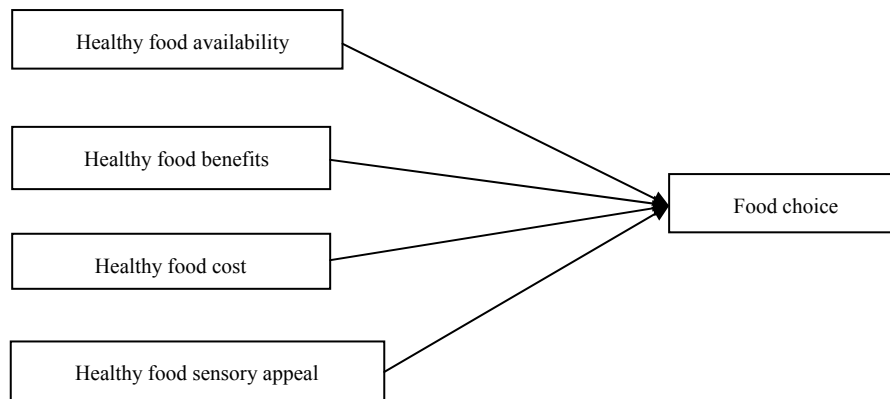 Healthy food availability
Healthy food benefits
Food choice
Healthy food cost
Healthy food sensory appeal